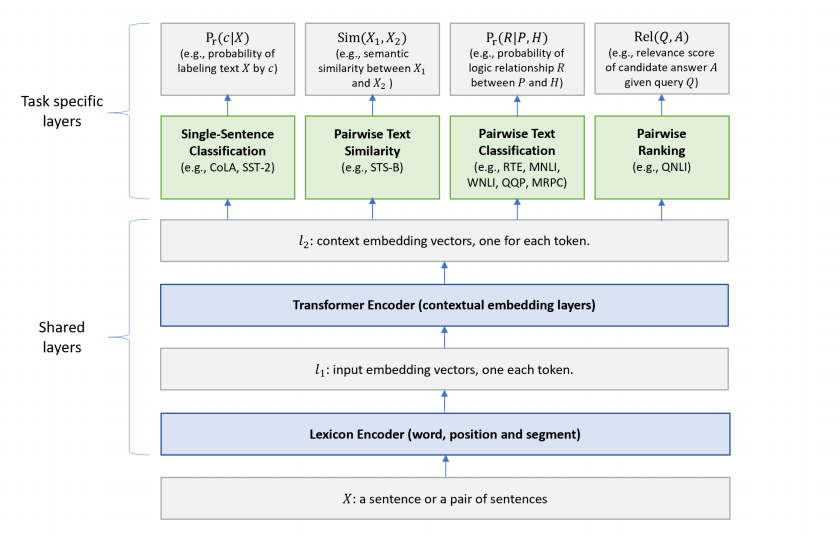 Task specific
layers
P_r(c|X)
(e.g., probability of
labeling text X by c)
Sim(X_1, X_2)
(e.g., semantic
similarity between X_1
and X_2 )
P_r(R|P, H)
(e.g., probability of
logic relationship R
between P and H)
Rel(Q, A)
(e.g., relevance score
of candidate answer A
given query Q)
Single-Sentence
Classification
(e.g., CoLA, SST-2)
Pairwise Text
Similarity
(e.g., STS-B)
Pairwise Text
Classification
(e.g., RTE, MNLI,
WNLI, QQP, MRPC)
Pairwise
Ranking
(e.g., QNLI)
Shared
layers
l_2: context embedding vectors, one for each token.
Transformer Encoder (contextual embedding layers)
l_1: input embedding vectors, one each token.
Lexicon Encoder (word, position and segment)
X: a sentence or a pair of sentences